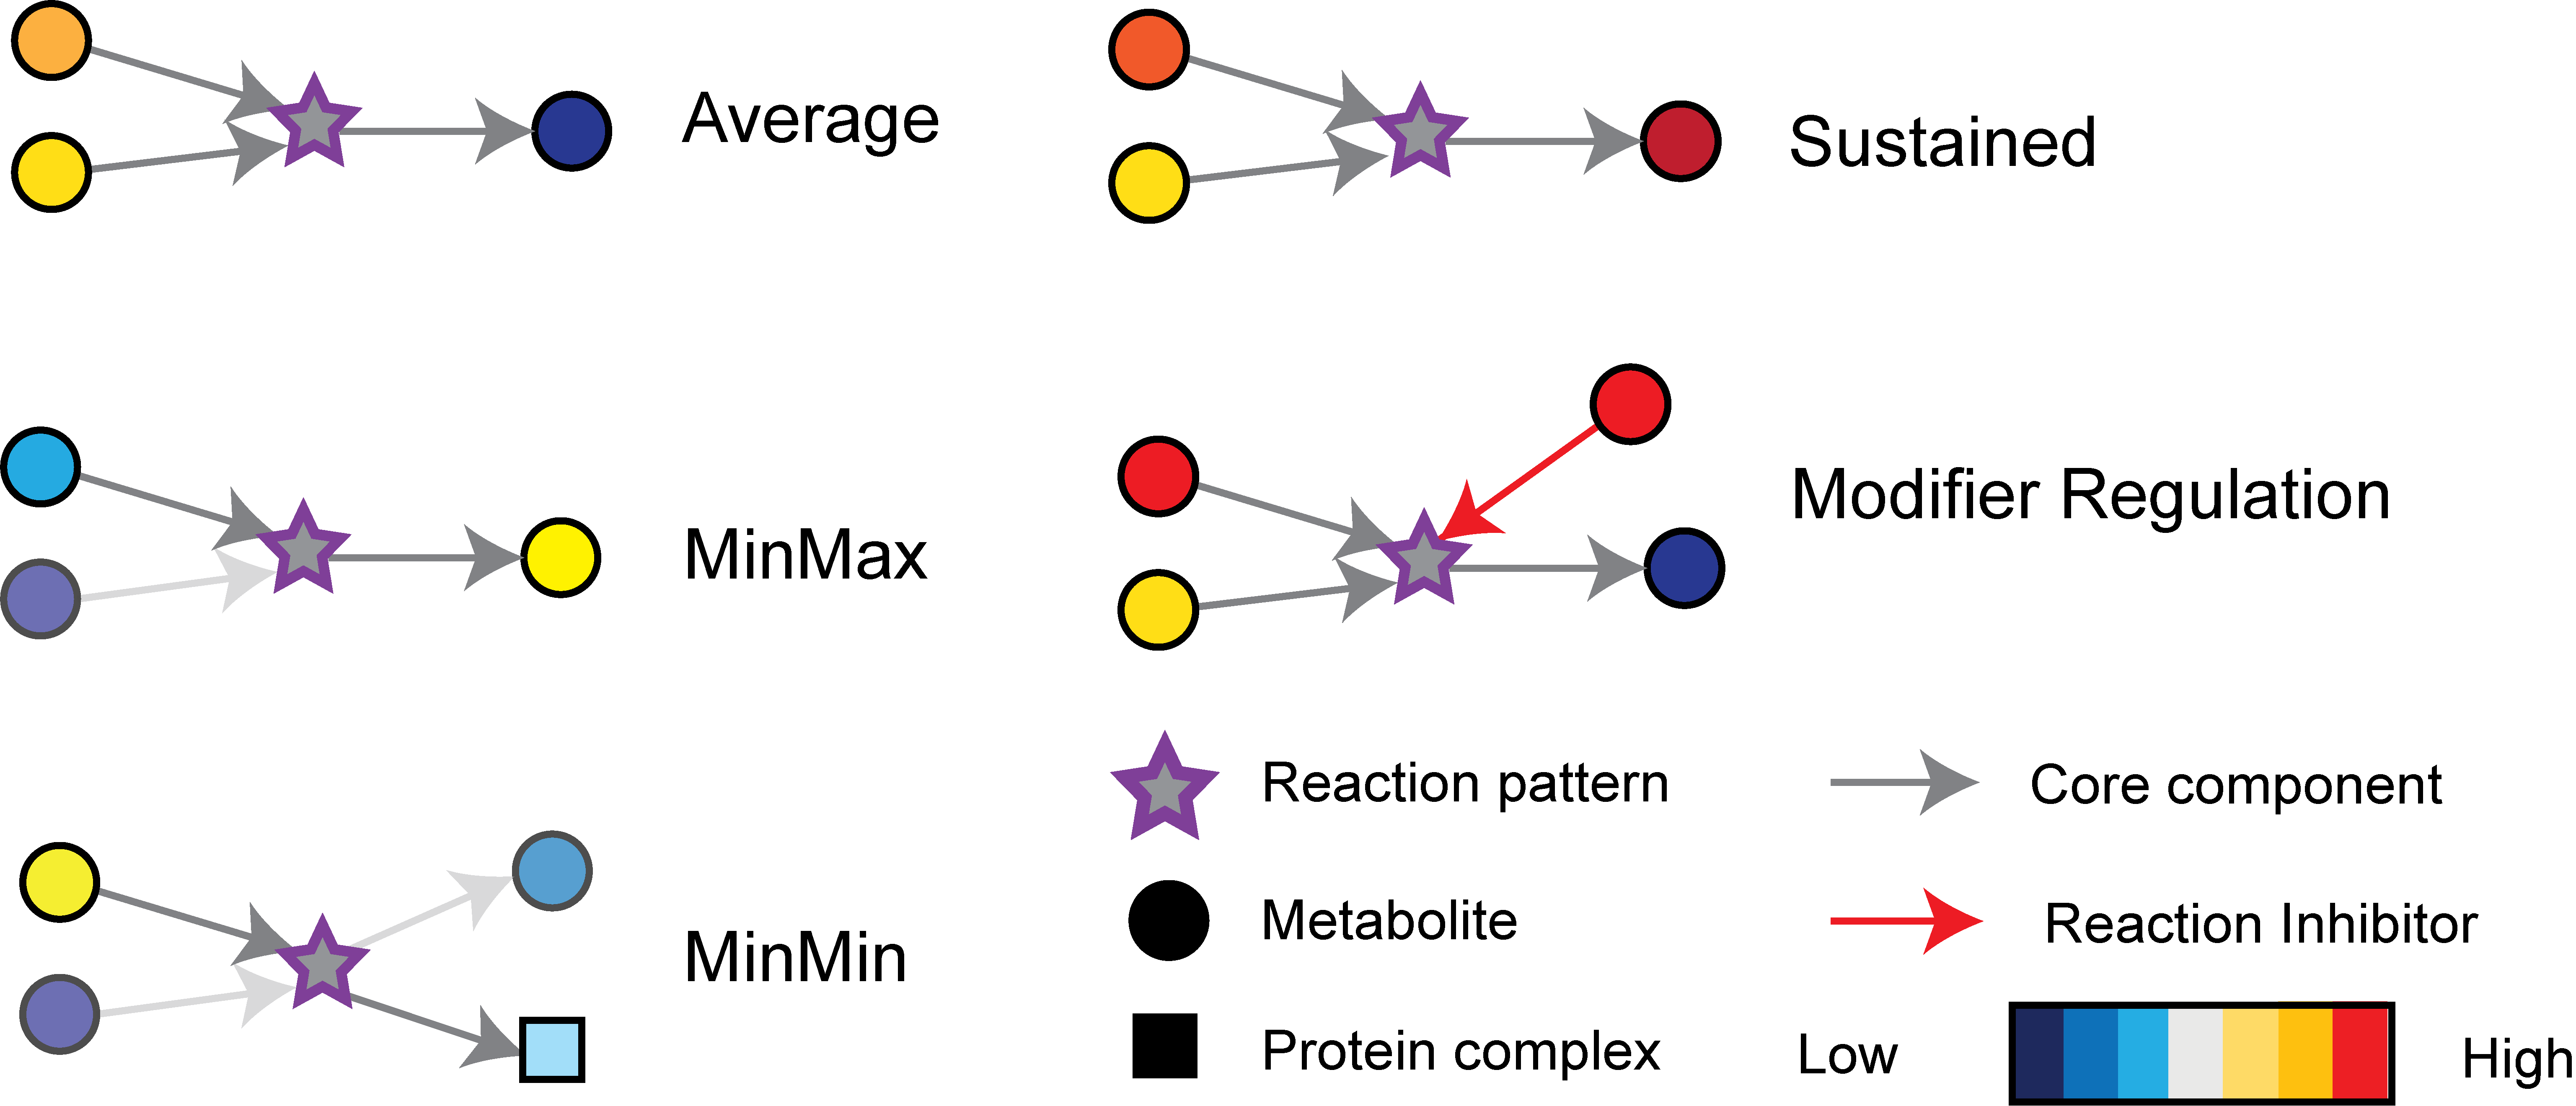 Average
Sustained
MinMax
Modifier Regulation
MinMin
Reaction pattern
Core component
Metabolite
Reaction Inhibitor
Protein complex
Low
High